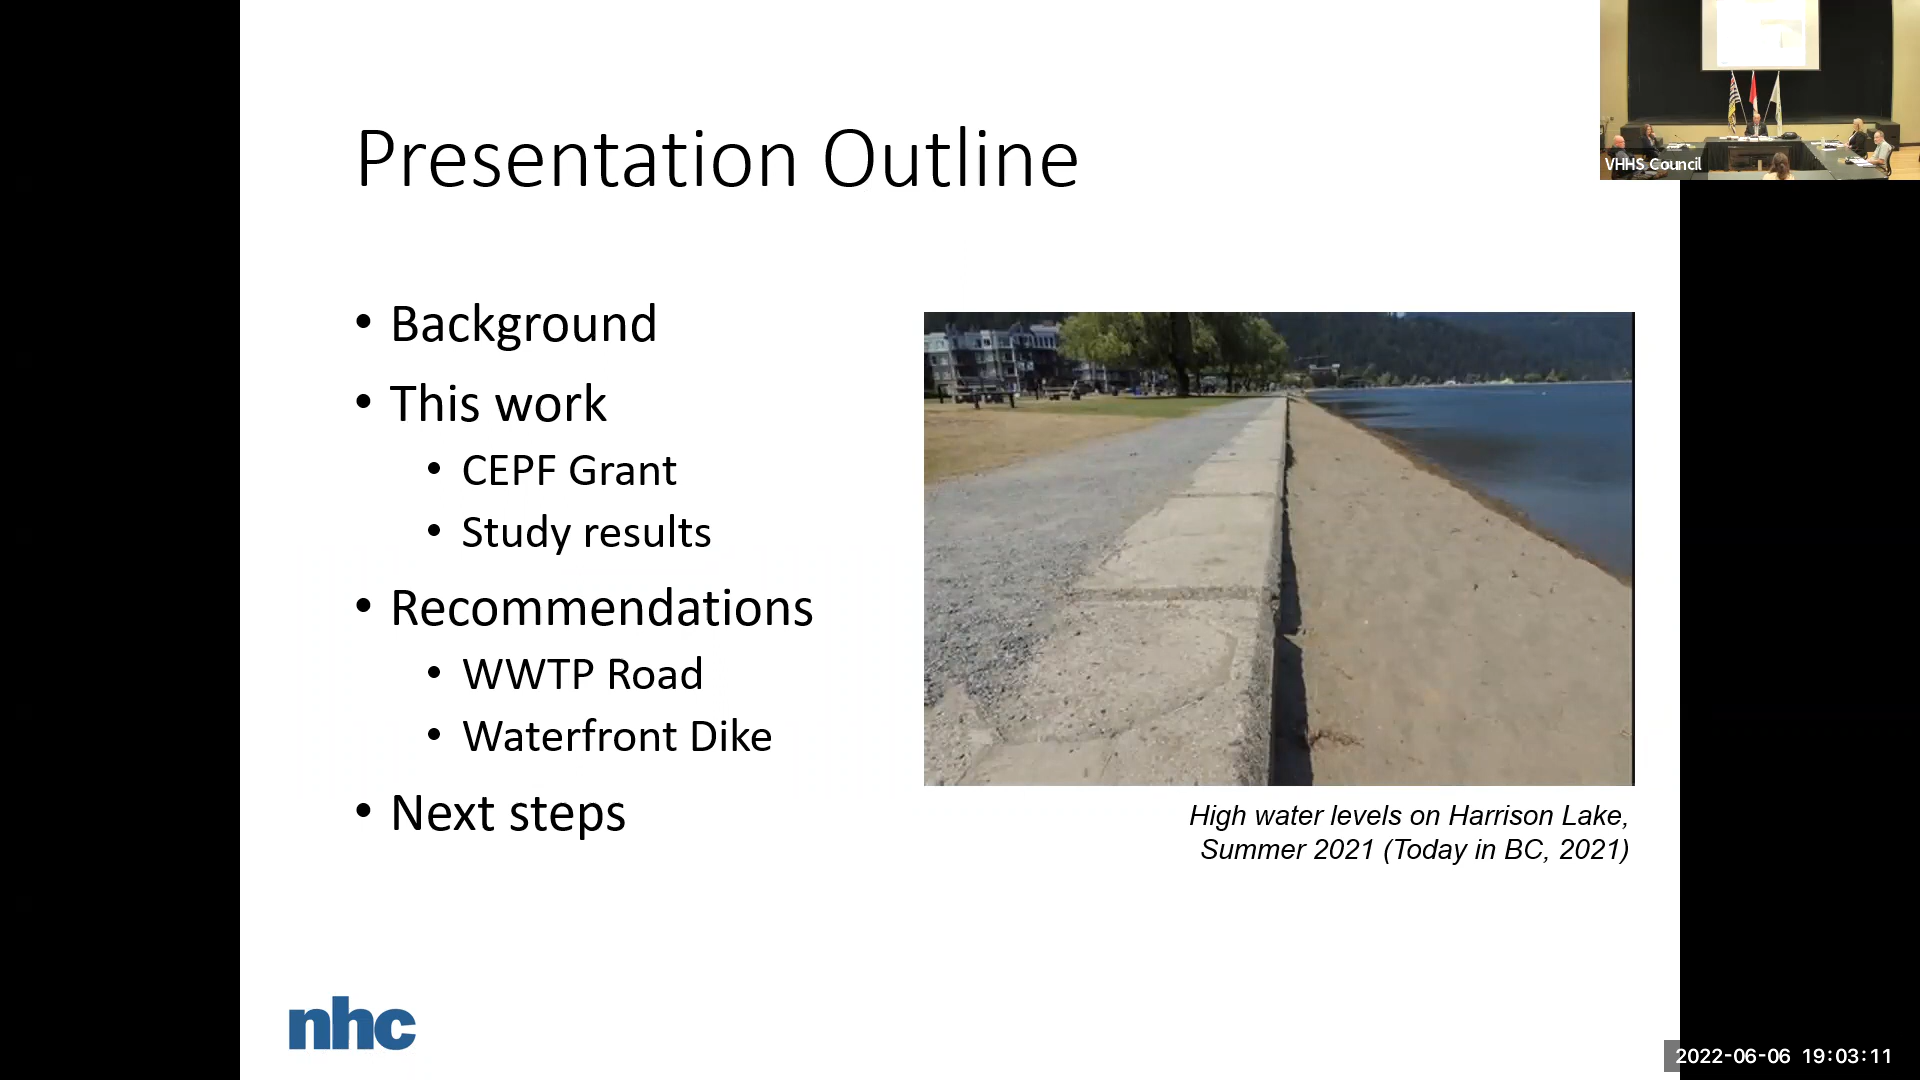 Presentation Outline
• Background
• This work
• CEPF Grant
• Study results
• Recommendations
• WWTP Road
• Waterfront Dike
• Next steps
High water levels on Harrison Lake,
Summer 2021 (Today in BC, 2021)
nhc
VHHS Council
2022-06-06 19:03:11